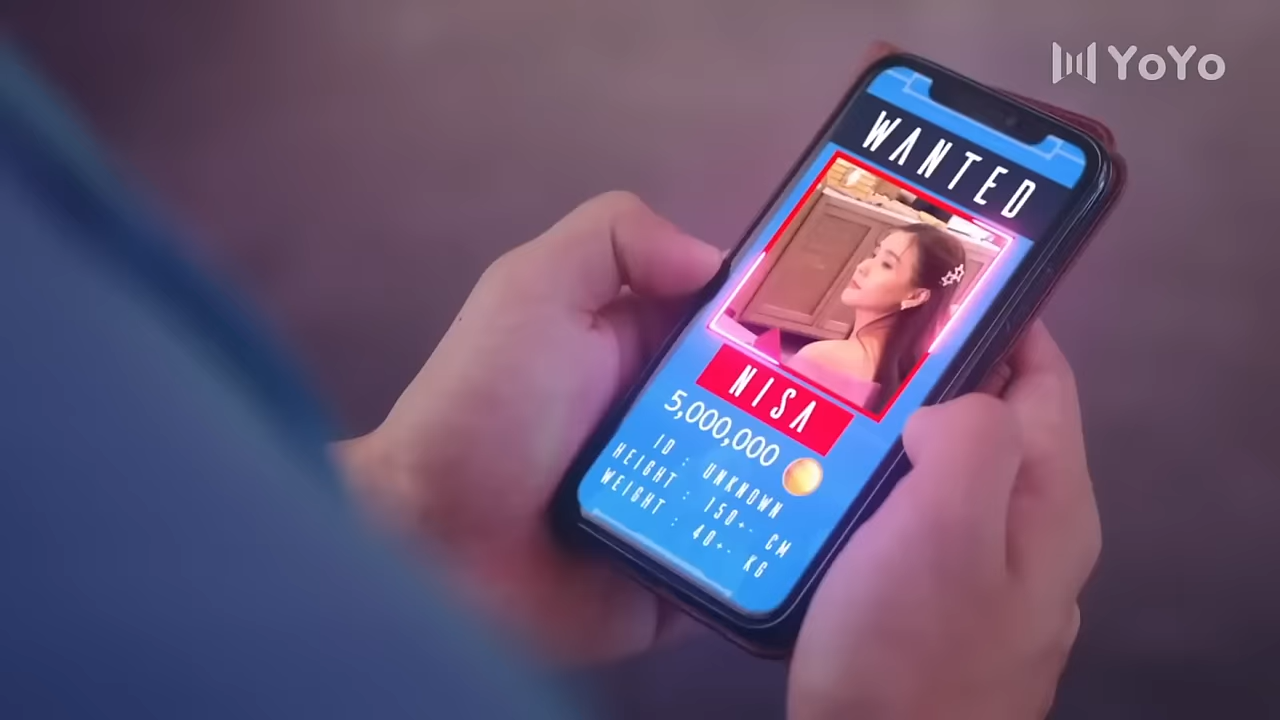 YOYO
WANTED
NISA
5,000,000
ID : UNKNOWN
HEIGHT : 150+- CM
WEIGHT : 40+- KG